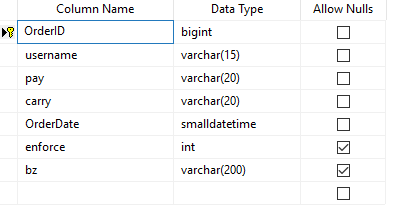 Column Name Data Type Allow Nulls
OrderID bigint
username varchar(15)
pay varchar(20)
carry varchar(20)
OrderDate smalldatetime
enforce int
bz varchar(200)